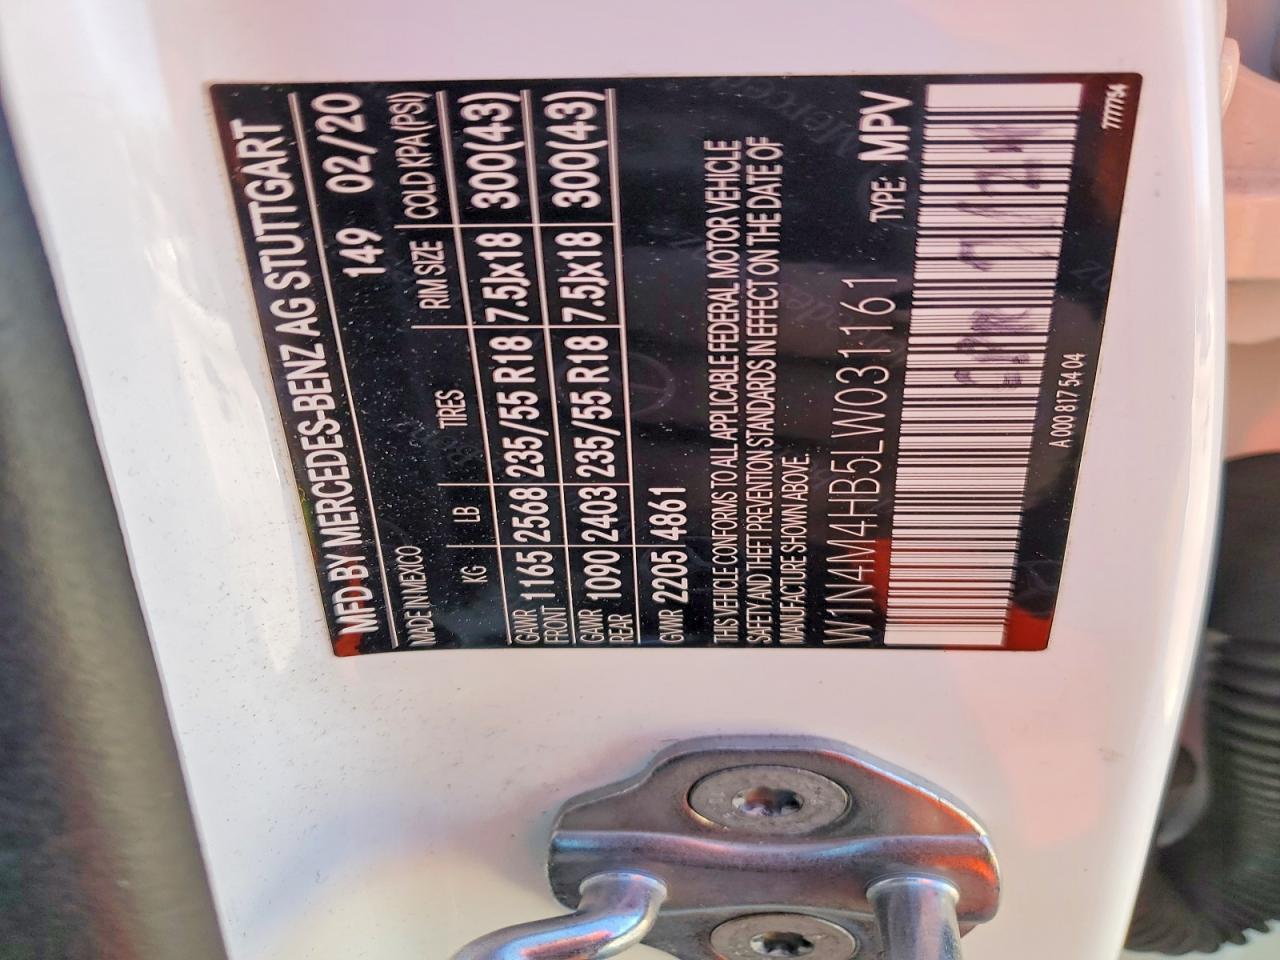 MFD BY MERCEDES-BENZ AG STUTTGART
MADE IN MEXICO 149 02/20
KG LB TIRES RIM SIZE COLD KPA(PSI)
GAWR FRONT 1165 2568 235/55 R18 7.5Jx18 300(43)
GAWR REAR 1090 2403 235/55 R18 7.5Jx18 300(43)
GVWR 2205 4861
THIS VEHICLE CONFORMS TO ALL APPLICABLE FEDERAL MOTOR VEHICLE
SAFETY AND THEFT PREVENTION STANDARDS IN EFFECT ON THE DATE OF
MANUFACTURE SHOWN ABOVE.
W1N4M4HB5LW031161 TYPE: MPV
A 000 817 54 04
7777754